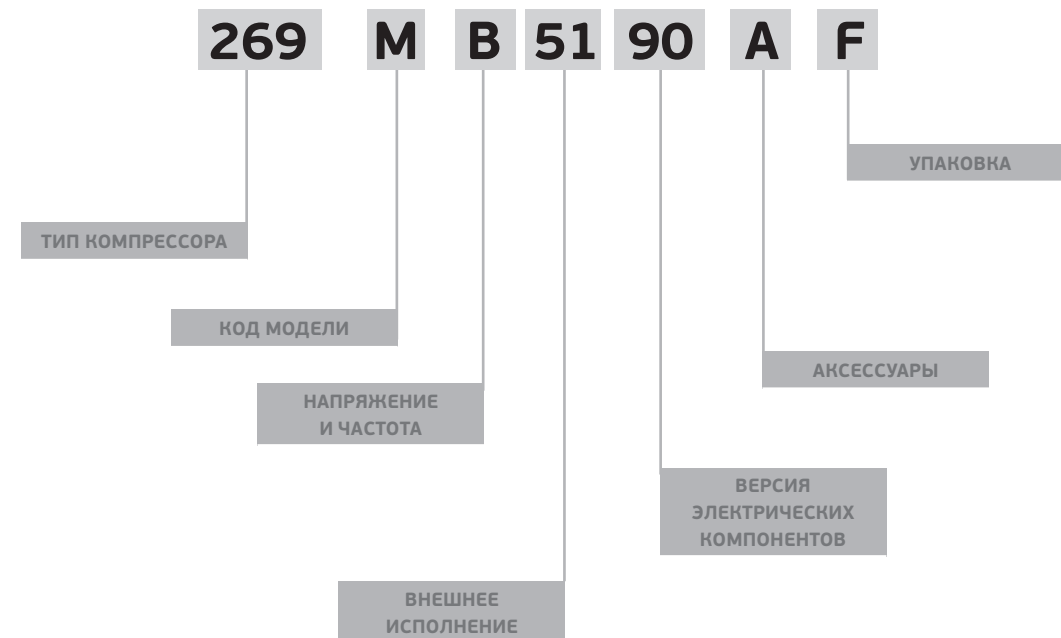 269 M B 51 90 A F
УПАКОВКА
ТИП КОМПРЕССОРА
КОД МОДЕЛИ
АКСЕССУАРЫ
НАПРЯЖЕНИЕ
И ЧАСТОТА
ВЕРСИЯ
ЭЛЕКТРИЧЕСКИХ
КОМПОНЕНТОВ
ВНЕШНЕЕ
ИСПОЛНЕНИЕ